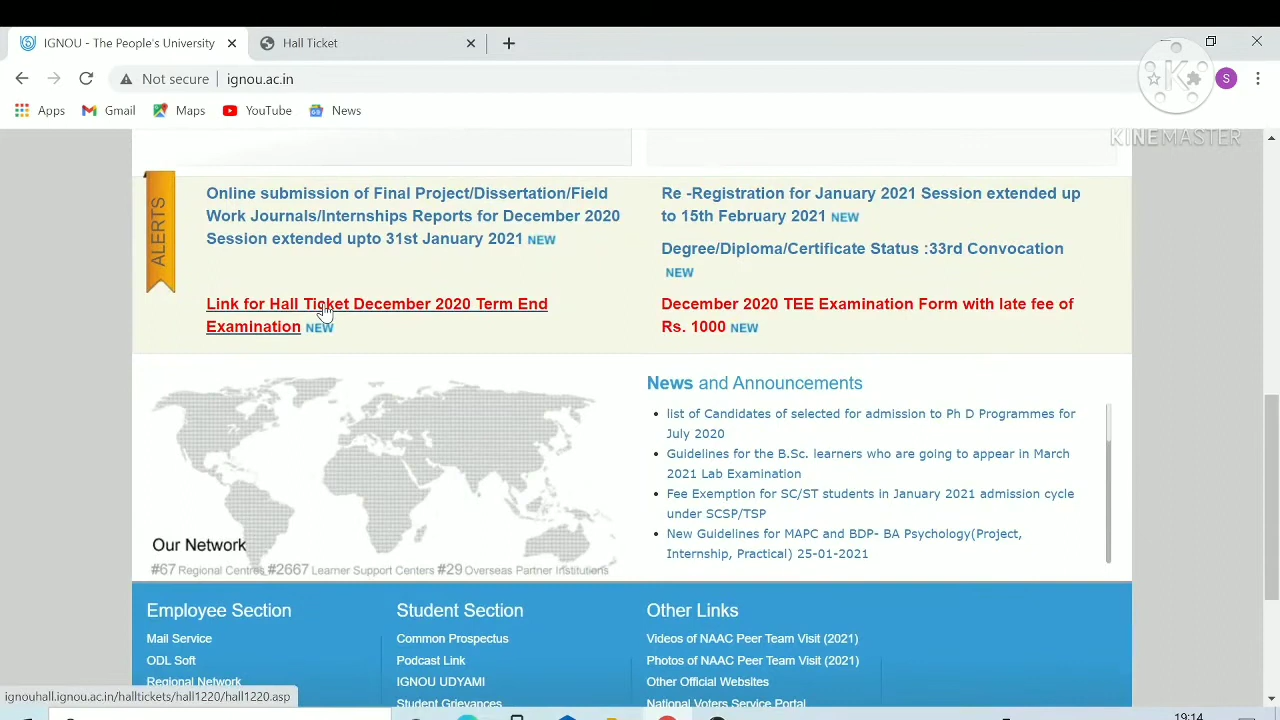 IGNOU - The People's University
Hall Ticket
Not secure
ignou.ac.in
S
Apps
Gmail
Maps
YouTube
News
KINEMASTER
ALERTS
Online submission of Final Project/Dissertation/Field
Work Journals/Internships Reports for December 2020
Session extended upto 31st January 2021 NEW
Re -Registration for January 2021 Session extended up
to 15th February 2021 NEW
Degree/Diploma/Certificate Status :33rd Convocation
NEW
Link for Hall Ticket December 2020 Term End
Examination NEW
December 2020 TEE Examination Form with late fee of
Rs. 1000 NEW
Our Network
#67 Regional Centres #2667 Learner Support Centers #29 Overseas Partner Institutions
News and Announcements
list of Candidates of selected for admission to Ph D Programmes for
July 2020
Guidelines for the B.Sc. learners who are going to appear in March
2021 Lab Examination
Fee Exemption for SC/ST students in January 2021 admission cycle
under SCSP/TSP
New Guidelines for MAPC and BDP- BA Psychology(Project,
Internship, Practical) 25-01-2021
Employee Section
Mail Service
ODL Soft
Regional Network
Student Section
Common Prospectus
Podcast Link
IGNOU UDYAMI
Student Grievances
Other Links
Videos of NAAC Peer Team Visit (2021)
Photos of NAAC Peer Team Visit (2021)
Other Official Websites
National Voters Service Portal
ignouhall.ignou.ac.in/halltickets/hall1220/hall1220.asp
19:14